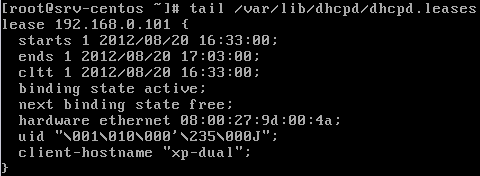 [root@srv-centos ~]# tail /var/lib/dhcpd/dhcpd.leases
lease 192.168.0.101 {
  starts 1 2012/08/20 16:33:00;
  ends 1 2012/08/20 17:03:00;
  cltt 1 2012/08/20 16:33:00;
  binding state active;
  next binding state free;
  hardware ethernet 08:00:27:9d:00:4a;
  uid "\001\010\000'\235\000J";
  client-hostname "xp-dual";
}